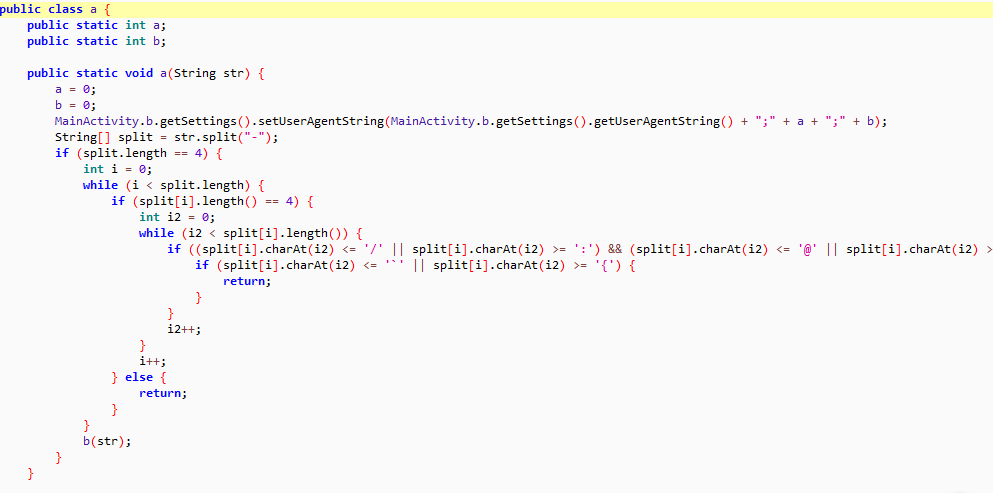 public class a {
    public static int a;
    public static int b;

    public static void a(String str) {
        a = 0;
        b = 0;
        MainActivity.b.getSettings().setUserAgentString(MainActivity.b.getSettings().getUserAgentString() + ";" + a + ";" + b);
        String[] split = str.split("-");
        if (split.length == 4) {
            int i = 0;
            while (i < split.length) {
                if (split[i].length() == 4) {
                    int i2 = 0;
                    while (i2 < split[i].length()) {
                        if ((split[i].charAt(i2) <= '/' || split[i].charAt(i2) >= ':') && (split[i].charAt(i2) <= '@' || split[i].charAt(i2) >
                            if (split[i].charAt(i2) <= '`' || split[i].charAt(i2) >= '{') {
                                return;
                            }
                        }
                        i2++;
                    }
                    i++;
                } else {
                    return;
                }
            }
            b(str);
        }
    }